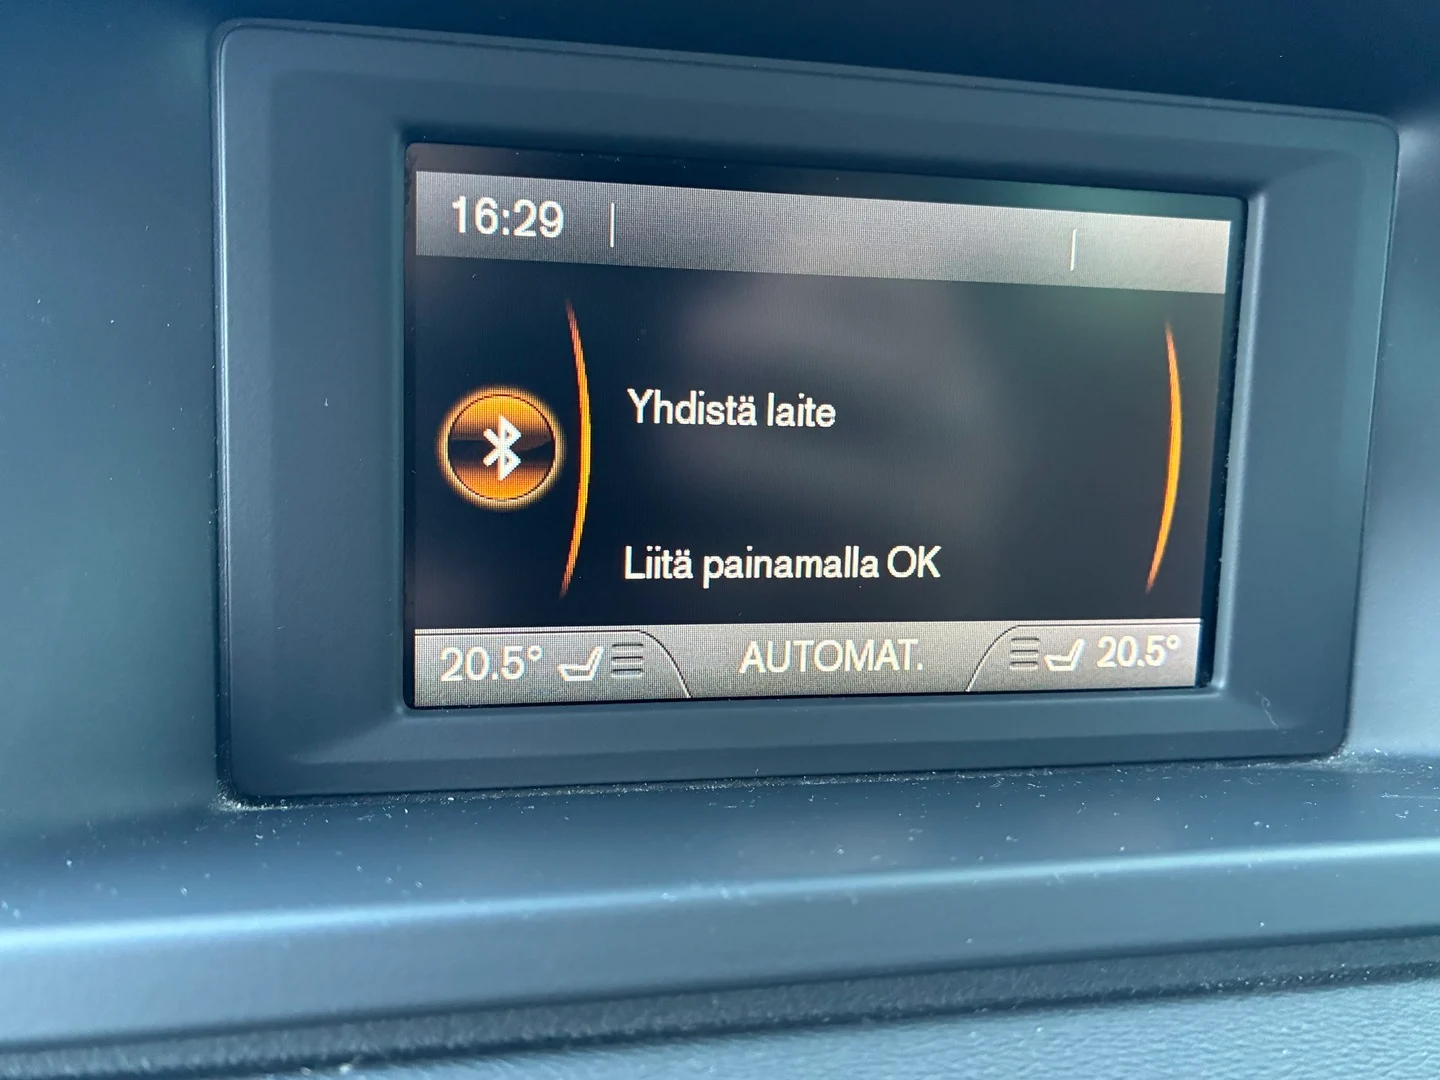 16:29
Yhdistä laite
Liitä painamalla OK
20.5° AUTOMAT. 20.5°